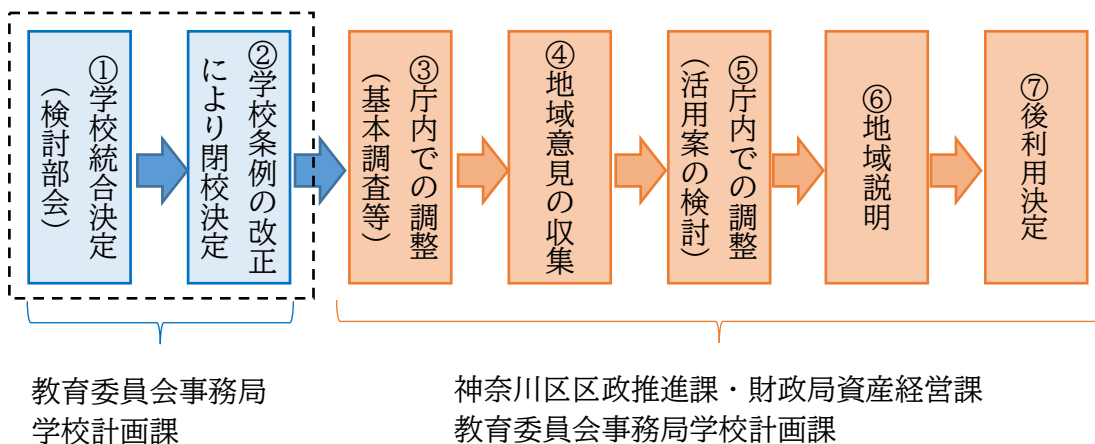 ①学校統合決定
（検討部会）
②学校条例の改正
により閉校決定
③庁内での調整
（基本調査等）
④地域意見の収集
⑤庁内での調整
（活用案の検討）
⑥地域説明
⑦後利用決定
教育委員会事務局
学校計画課
神奈川区区政推進課・財政局資産経営課
教育委員会事務局学校計画課